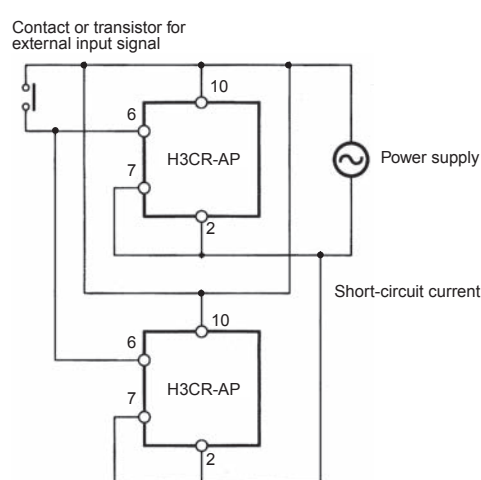 Contact or transistor for
external input signal
10
6
H3CR-AP
7
Power supply
2
Short-circuit current
10
6
H3CR-AP
7
2